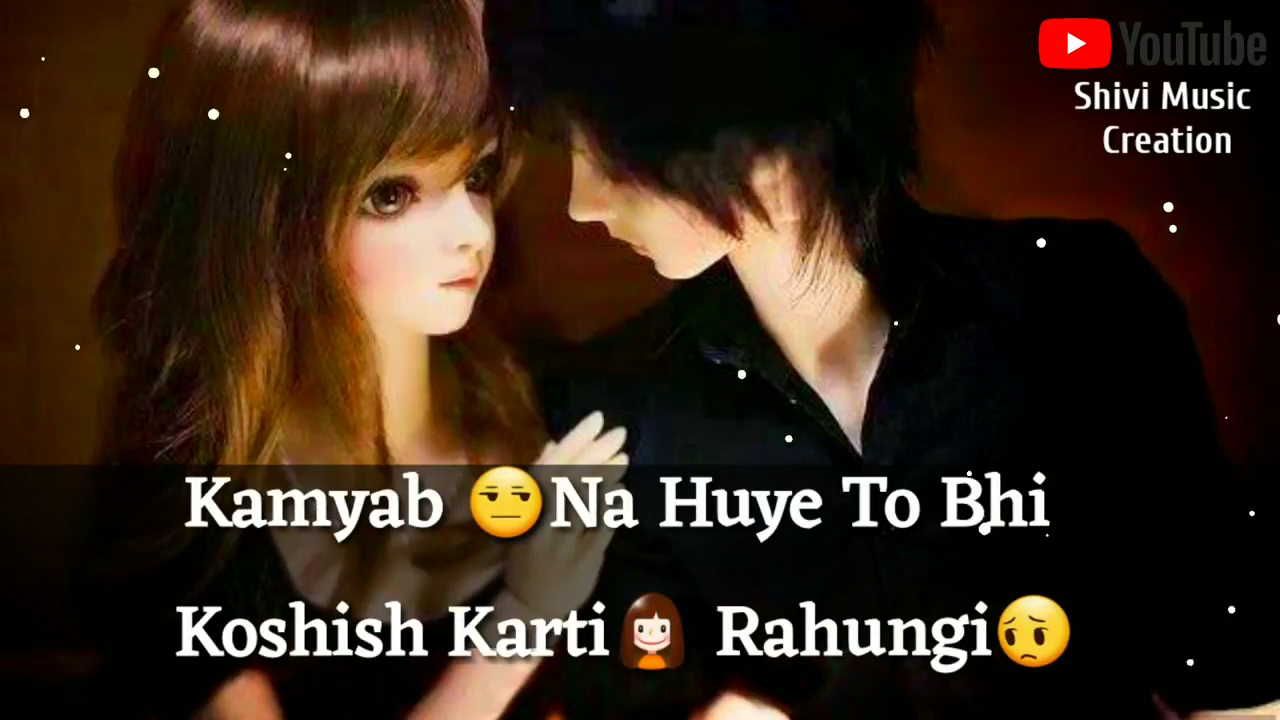 YouTube
Shivi Music
Creation
Kamyab 😒Na Huye To Bhi
Koshish Karti👩 Rahungi😔